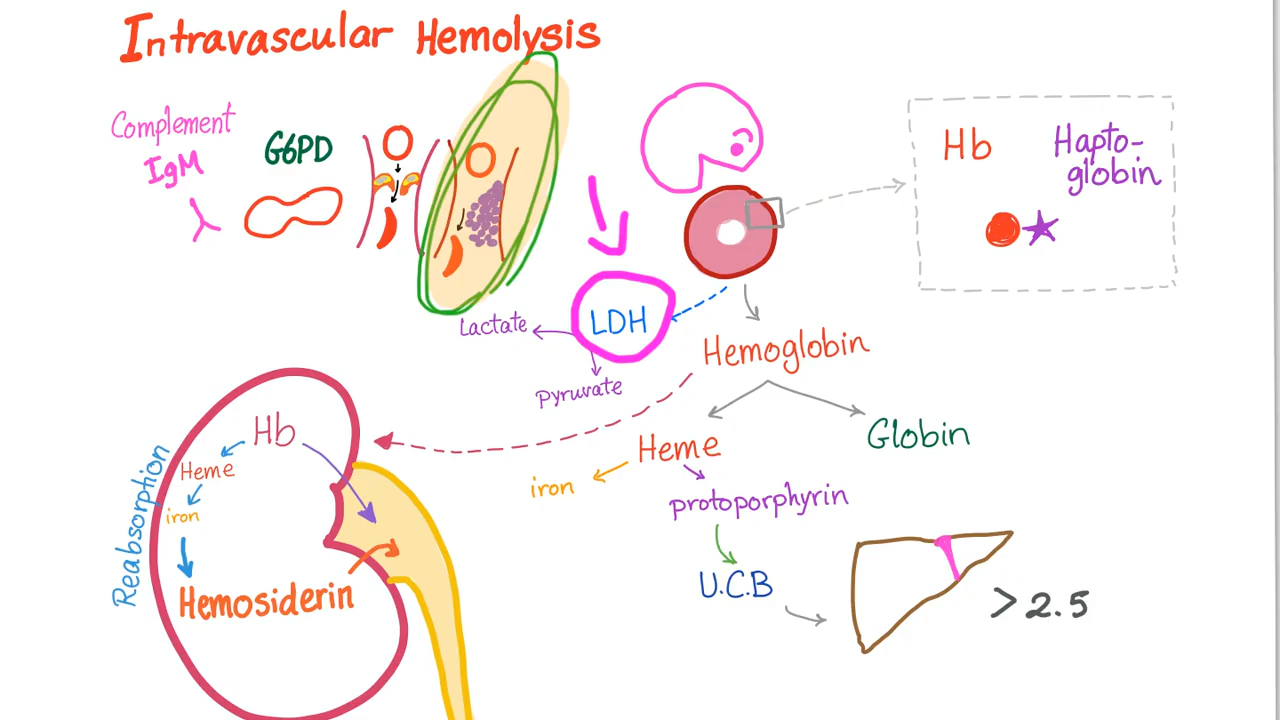 Intravascular Hemolysis
Complement
IgM
G6PD
Hb
Hapto-
globin
LDH
Lactate
Pyruvate
Hemoglobin
Heme
Globin
iron
protoporphyrin
U.C.B
> 2.5
Hb
Heme
iron
Hemosiderin
Reabsorption